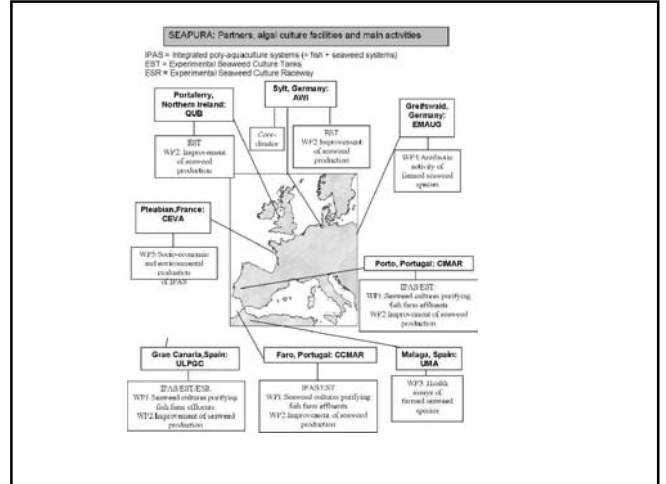 SEAPURA: Partners, algal culture facilities and main activities
IPAS = Integrated poly-aquaculture systems (= fish + seaweed systems)
EST = Experimental Seaweed Culture Tanks
ESR = Experimental Seaweed Culture Raceway
Portaferry,
Northern Ireland:
QUB
EST
WP2: Improvement
of seaweed
production
Sylt, Germany:
AWI
Coor-
dinator
EST
WP2: Improvement
of seaweed
production
Greifswald,
Germany:
EMAUG
activity of
farmed seaweed
species
Pleubian,France:
CEVA
WP5: Socio-economic
and environmental
evaluation
of IPAS
Porto, Portugal: CIMAR
IPAS/EST:
WP1: Seaweed cultures purifying
fish farm effluents
WP2 Improvement of seaweed
production
Gran Canaria,Spain:
ULPGC
IPAS/EST/ESR:
WP1: Seaweed cultures purifying
fish farm effluents
WP2: Improvement of seaweed
production
Faro, Portugal: CCMAR
IPAS/EST:
WP1: Seaweed cultures purifying
fish farm effluents
WP2: Improvement of seaweed
production
Malaga, Spain:
UMA
WP3: Health
assays of
farmed seaweed
species